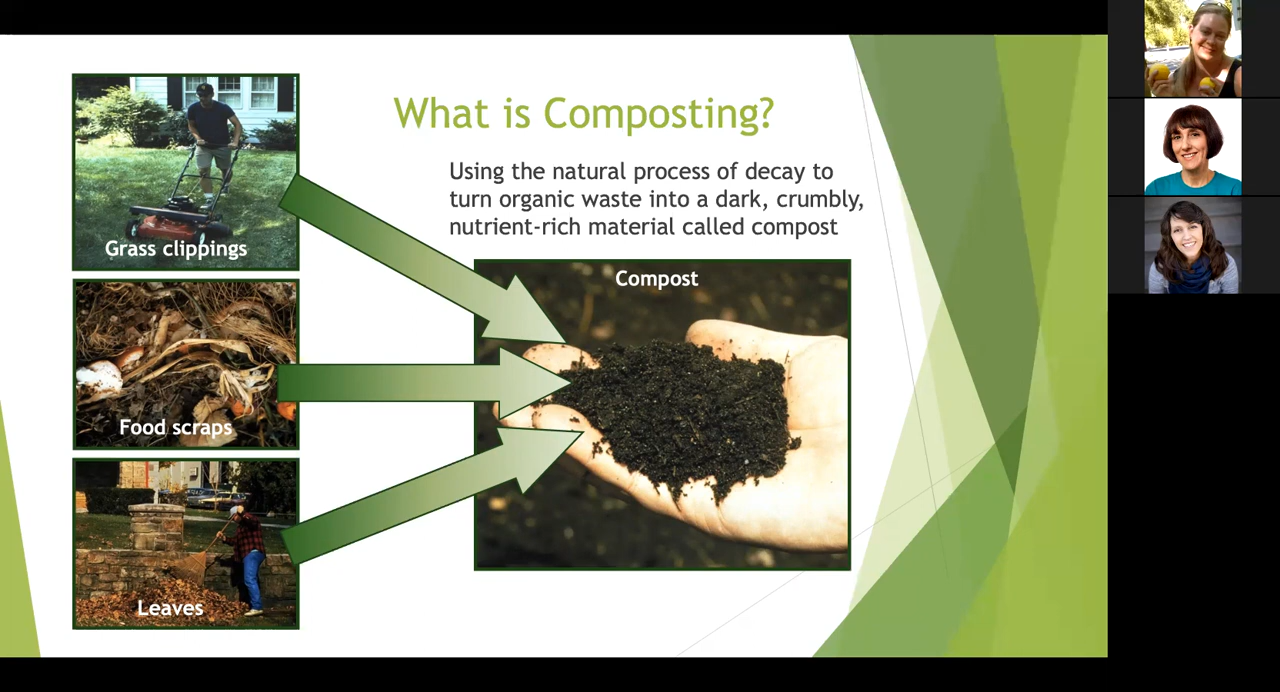 What is Composting?
Using the natural process of decay to
turn organic waste into a dark, crumbly,
nutrient-rich material called compost
Grass clippings
Food scraps
Leaves
Compost